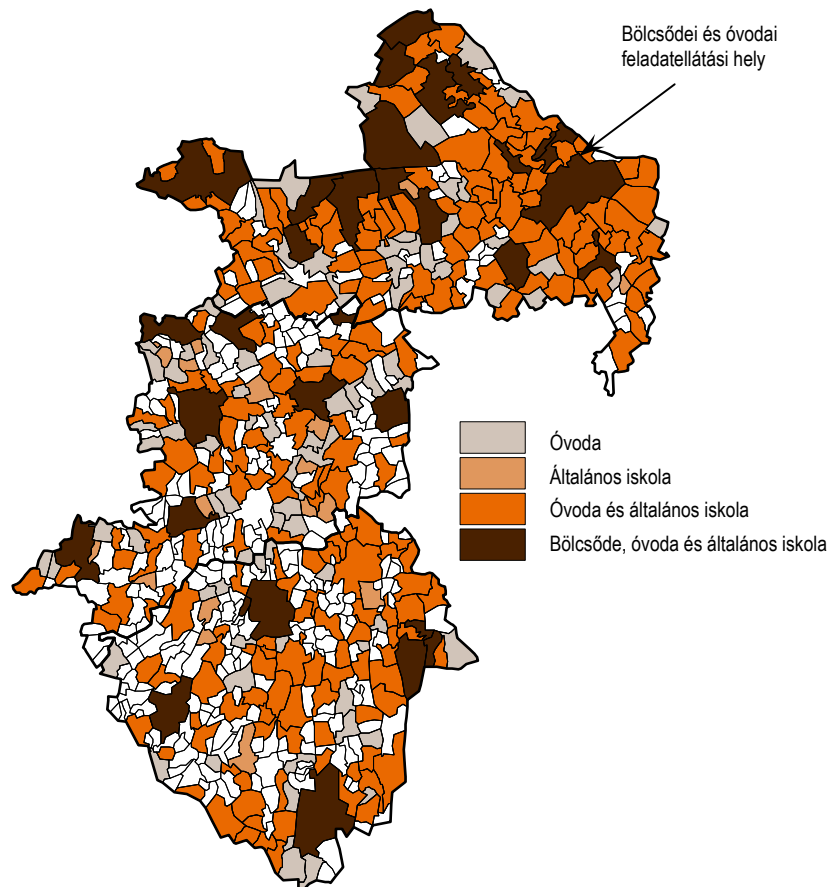 Bölcsődei és óvodai
feladatellátási hely
Óvoda
Általános iskola
Óvoda és általános iskola
Bölcsőde, óvoda és általános iskola